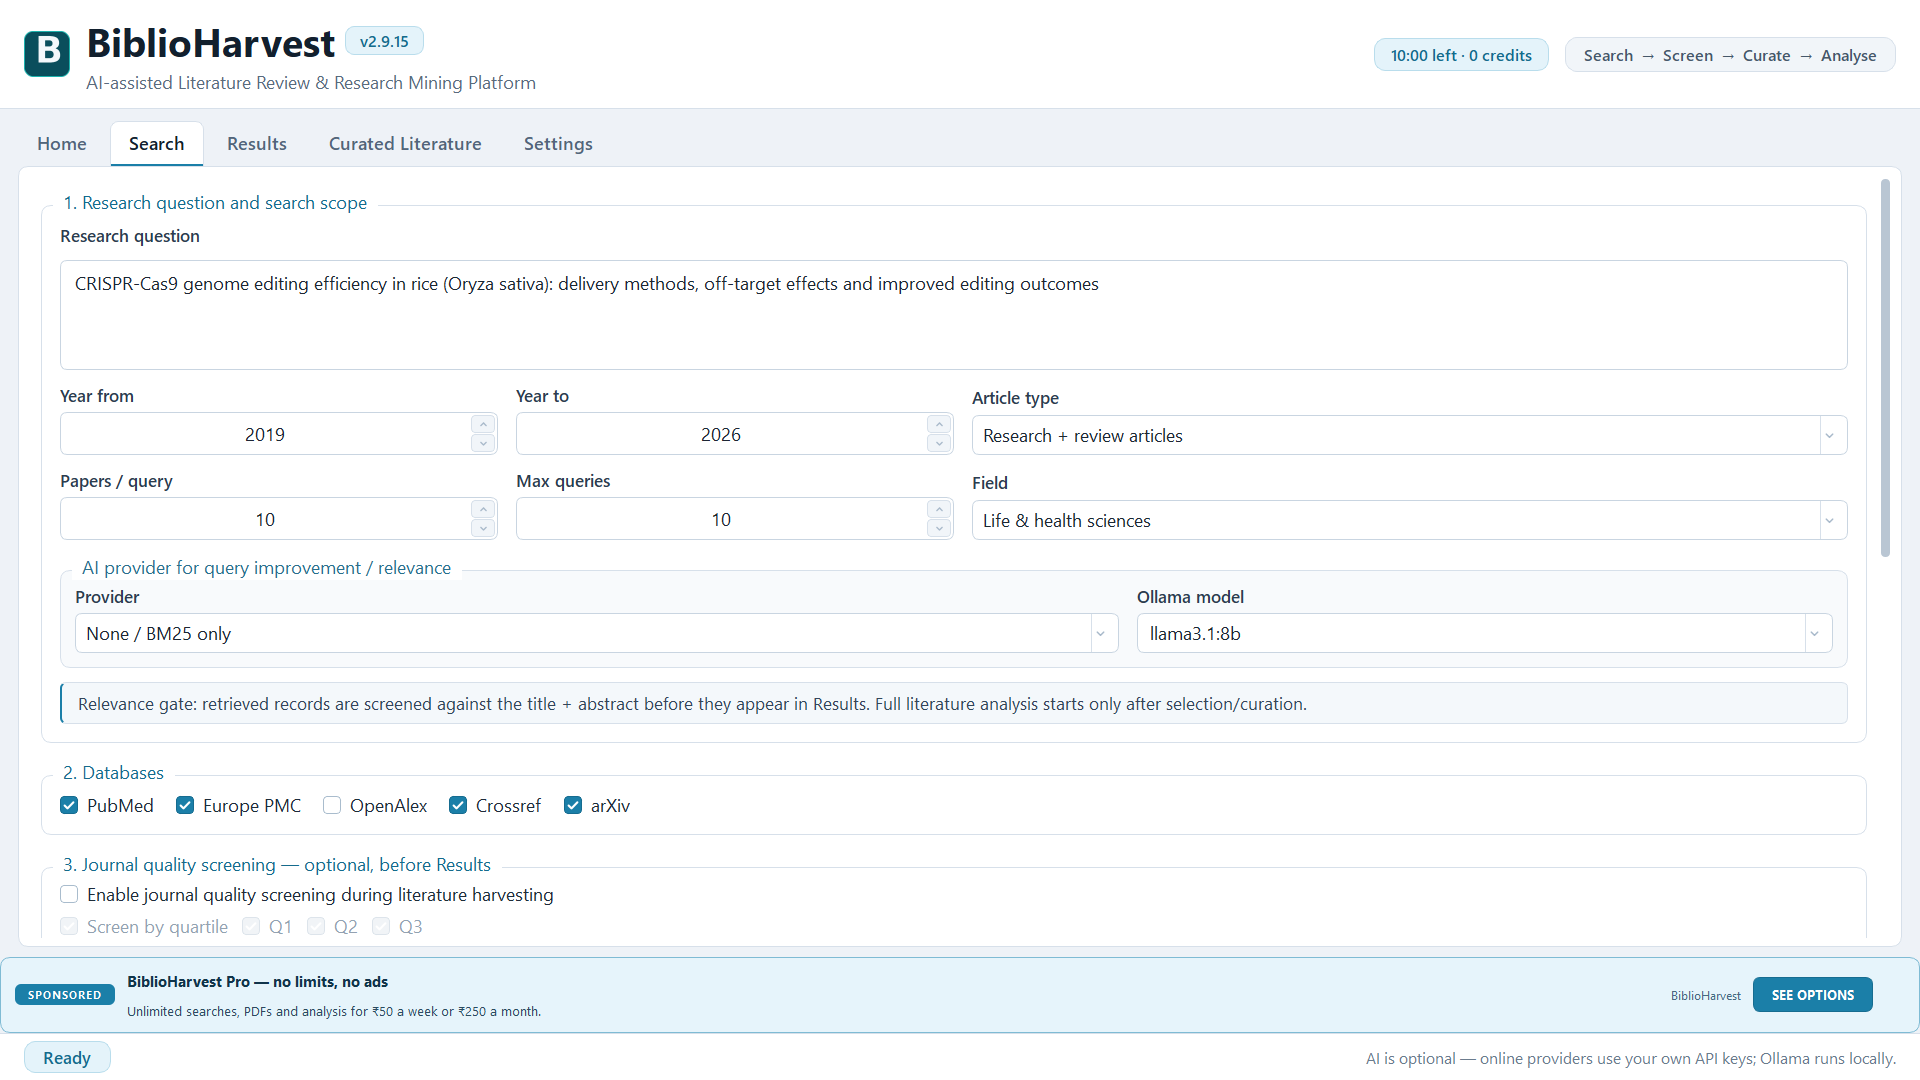 B BiblioHarvest v2.9.15
AI-assisted Literature Review & Research Mining Platform
10:00 left · 0 credits
Search → Screen → Curate → Analyse
Home Search Results Curated Literature Settings
1. Research question and search scope
Research question
CRISPR-Cas9 genome editing efficiency in rice (Oryza sativa): delivery methods, off-target effects and improved editing outcomes
Year from Year to Article type
2019 2026 Research + review articles
Papers / query Max queries Field
10 10 Life & health sciences
AI provider for query improvement / relevance
Provider Ollama model
None / BM25 only llama3.1:8b
Relevance gate: retrieved records are screened against the title + abstract before they appear in Results. Full literature analysis starts only after selection/curation.
2. Databases
PubMed Europe PMC OpenAlex Crossref arXiv
3. Journal quality screening — optional, before Results
Enable journal quality screening during literature harvesting
Screen by quartile Q1 Q2 Q3
SPONSORED
BiblioHarvest Pro — no limits, no ads
Unlimited searches, PDFs and analysis for ₹50 a week or ₹250 a month.
BiblioHarvest SEE OPTIONS
Ready
AI is optional — online providers use your own API keys; Ollama runs locally.